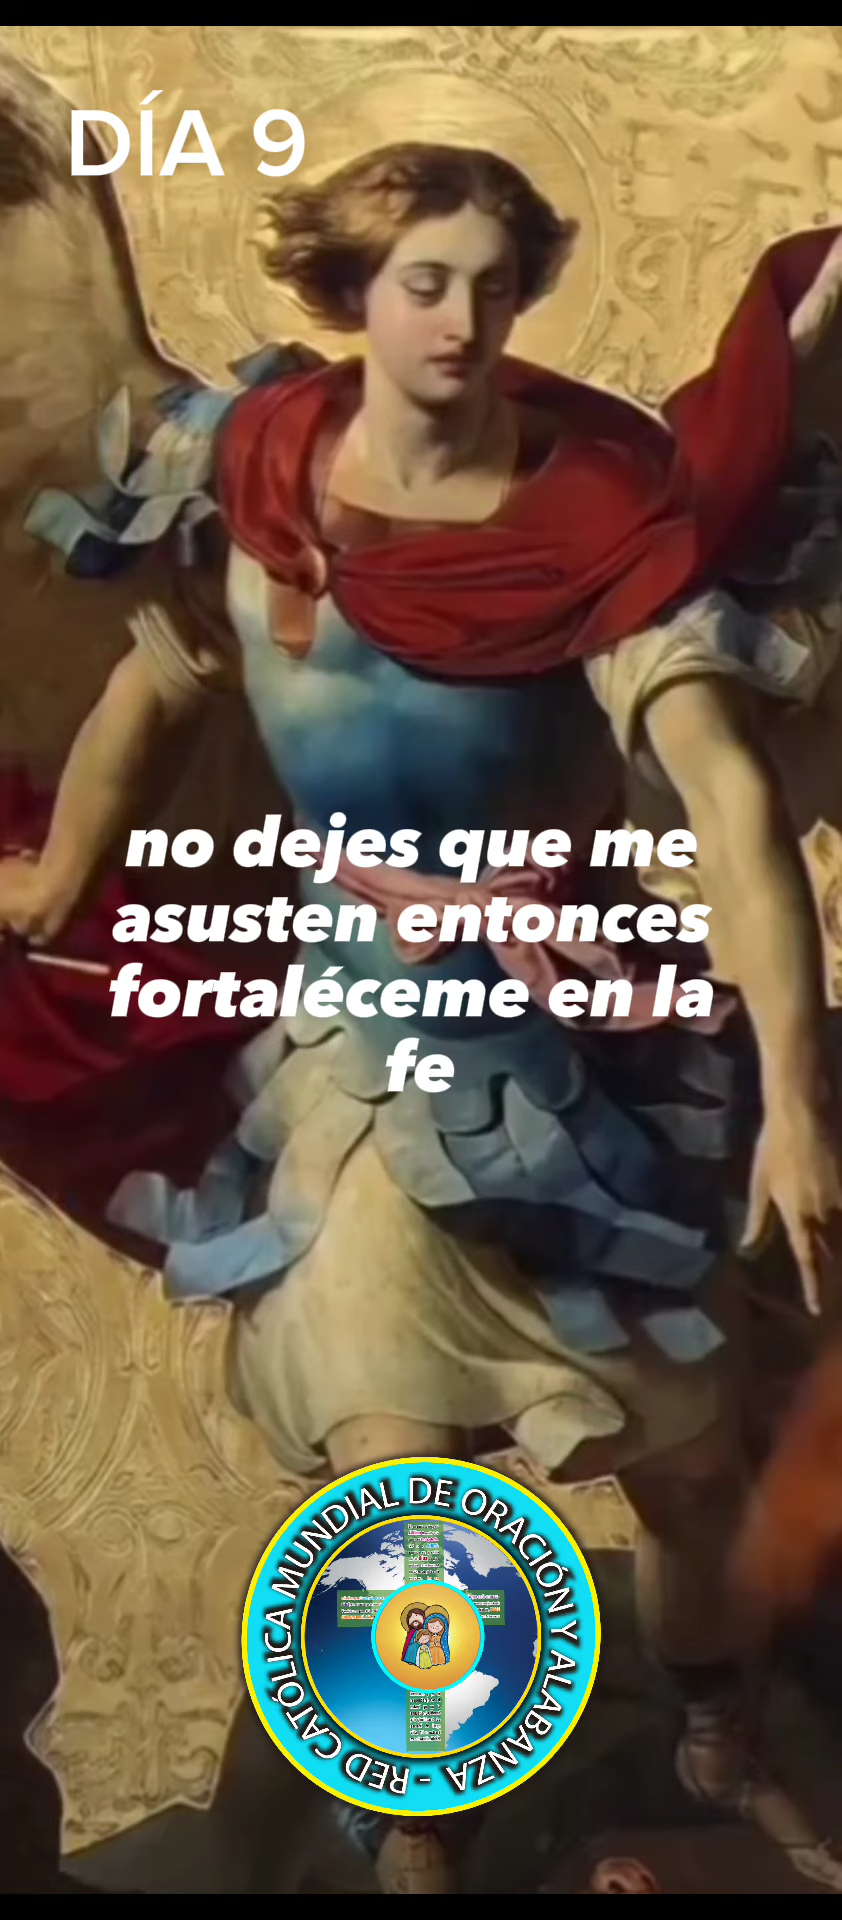 DÍA 9
no dejes que me
asusten entonces
fortaléceme en la
fe
RED CATÓLICA MUNDIAL DE ORACIÓN Y ALABANZA -